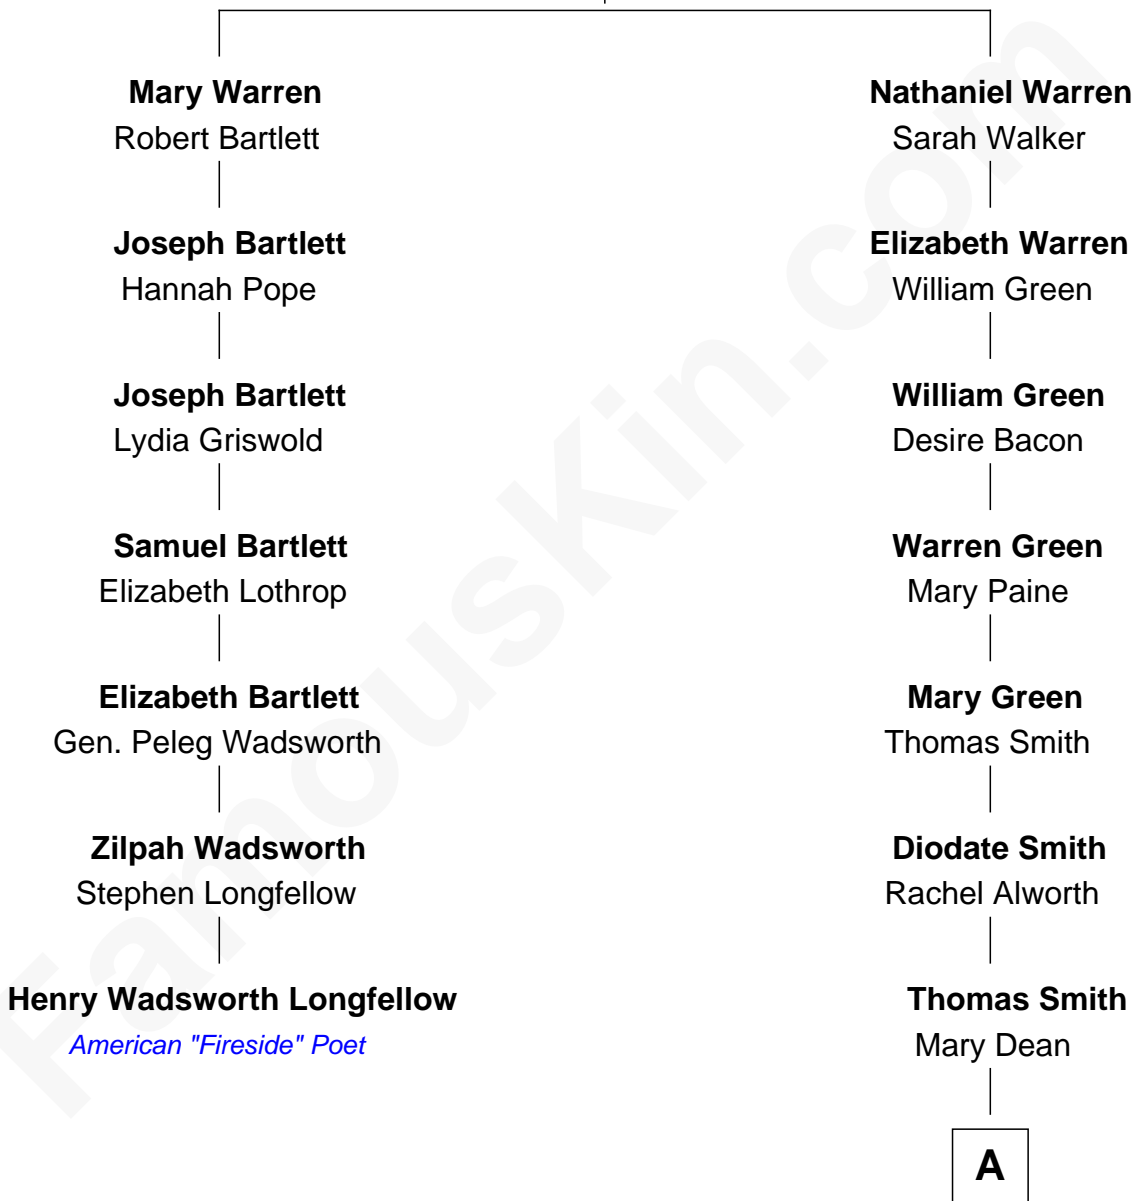 Mary Warren
Robert Bartlett
Nathaniel Warren
Sarah Walker
Joseph Bartlett
Hannah Pope
Elizabeth Warren
William Green
Joseph Bartlett
Lydia Griswold
William Green
Desire Bacon
Samuel Bartlett
Elizabeth Lothrop
Warren Green
Mary Paine
Elizabeth Bartlett
Gen. Peleg Wadsworth
Mary Green
Thomas Smith
Zilpah Wadsworth
Stephen Longfellow
Diodate Smith
Rachel Alworth
Henry Wadsworth Longfellow
American "Fireside" Poet
Thomas Smith
Mary Dean
A
FamousKin.com